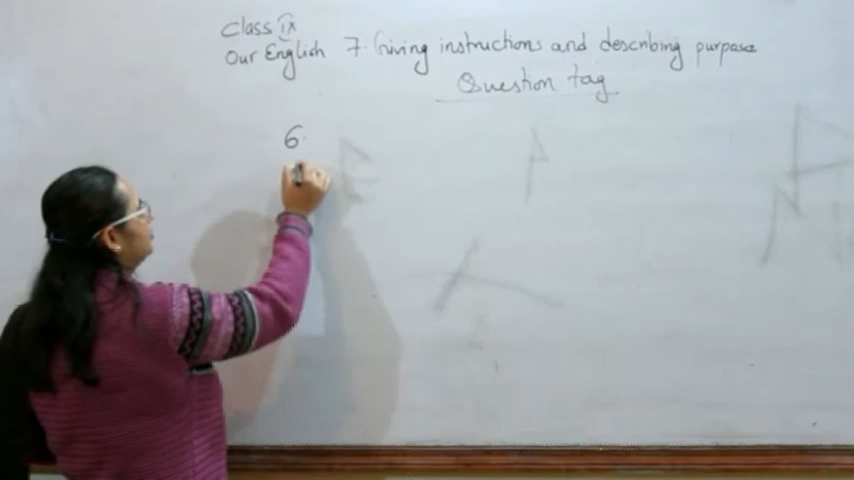 Class IX
Our English 7. Giving instructions and describing purpose
Question tag
6.